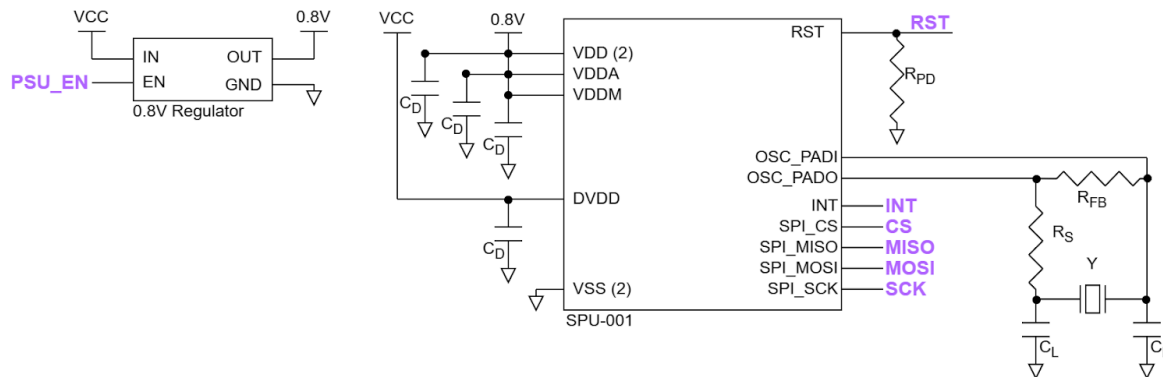 VCC
0.8V
IN
OUT
PSU_EN
EN
GND
0.8V Regulator
VCC
0.8V
VDD (2)
VDDA
VDDM
CD
CD
CD
DVDD
CD
VSS (2)
SPU-001
RST
RST
RPD
OSC_PADI
OSC_PADO
INT
INT
SPI_CS
CS
SPI_MISO
MISO
SPI_MOSI
MOSI
SPI_SCK
SCK
RFB
RS
Y
CL
C